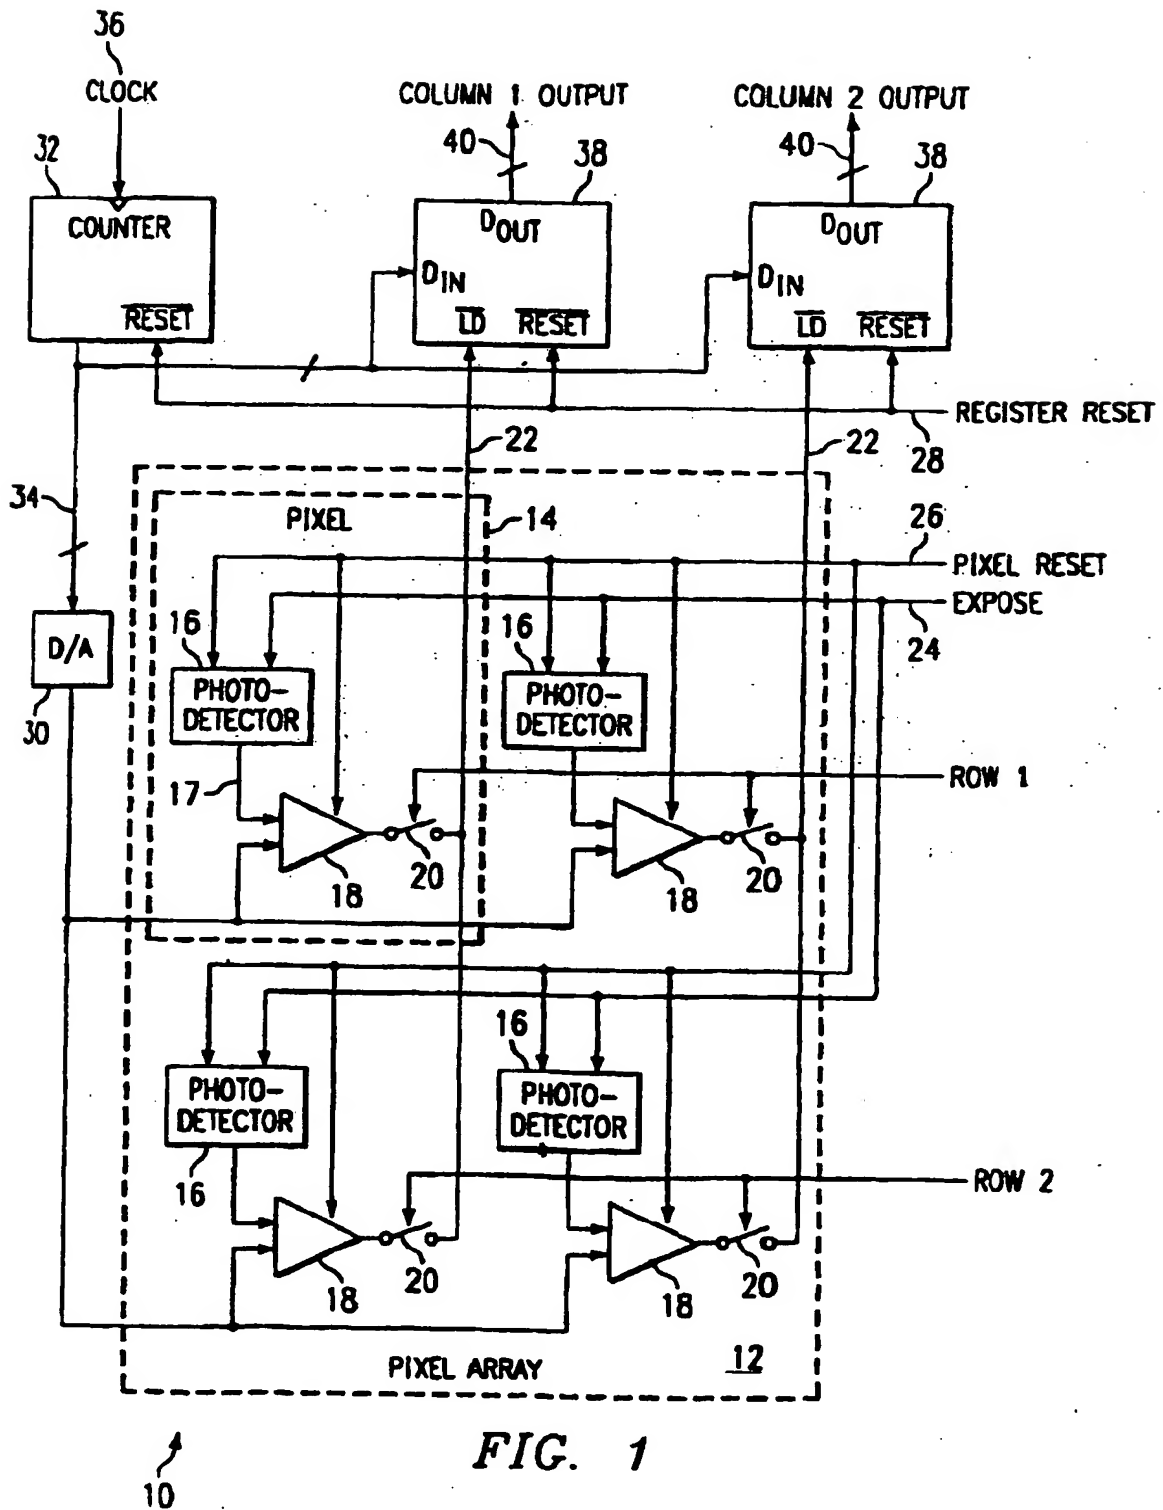 36
CLOCK
COLUMN 1 OUTPUT
COLUMN 2 OUTPUT
32
40
38
40
38
COUNTER
RESET
DOUT
DIN
LD RESET
DOUT
DIN
LD RESET
REGISTER RESET
28
22
22
34
PIXEL
14
26
PIXEL RESET
EXPOSE
24
D/A
30
16
PHOTO-
DETECTOR
16
PHOTO-
DETECTOR
17
ROW 1
18
20
18
20
16
PHOTO-
DETECTOR
16
PHOTO-
DETECTOR
ROW 2
18
20
18
20
PIXEL ARRAY
12
10
FIG. 1